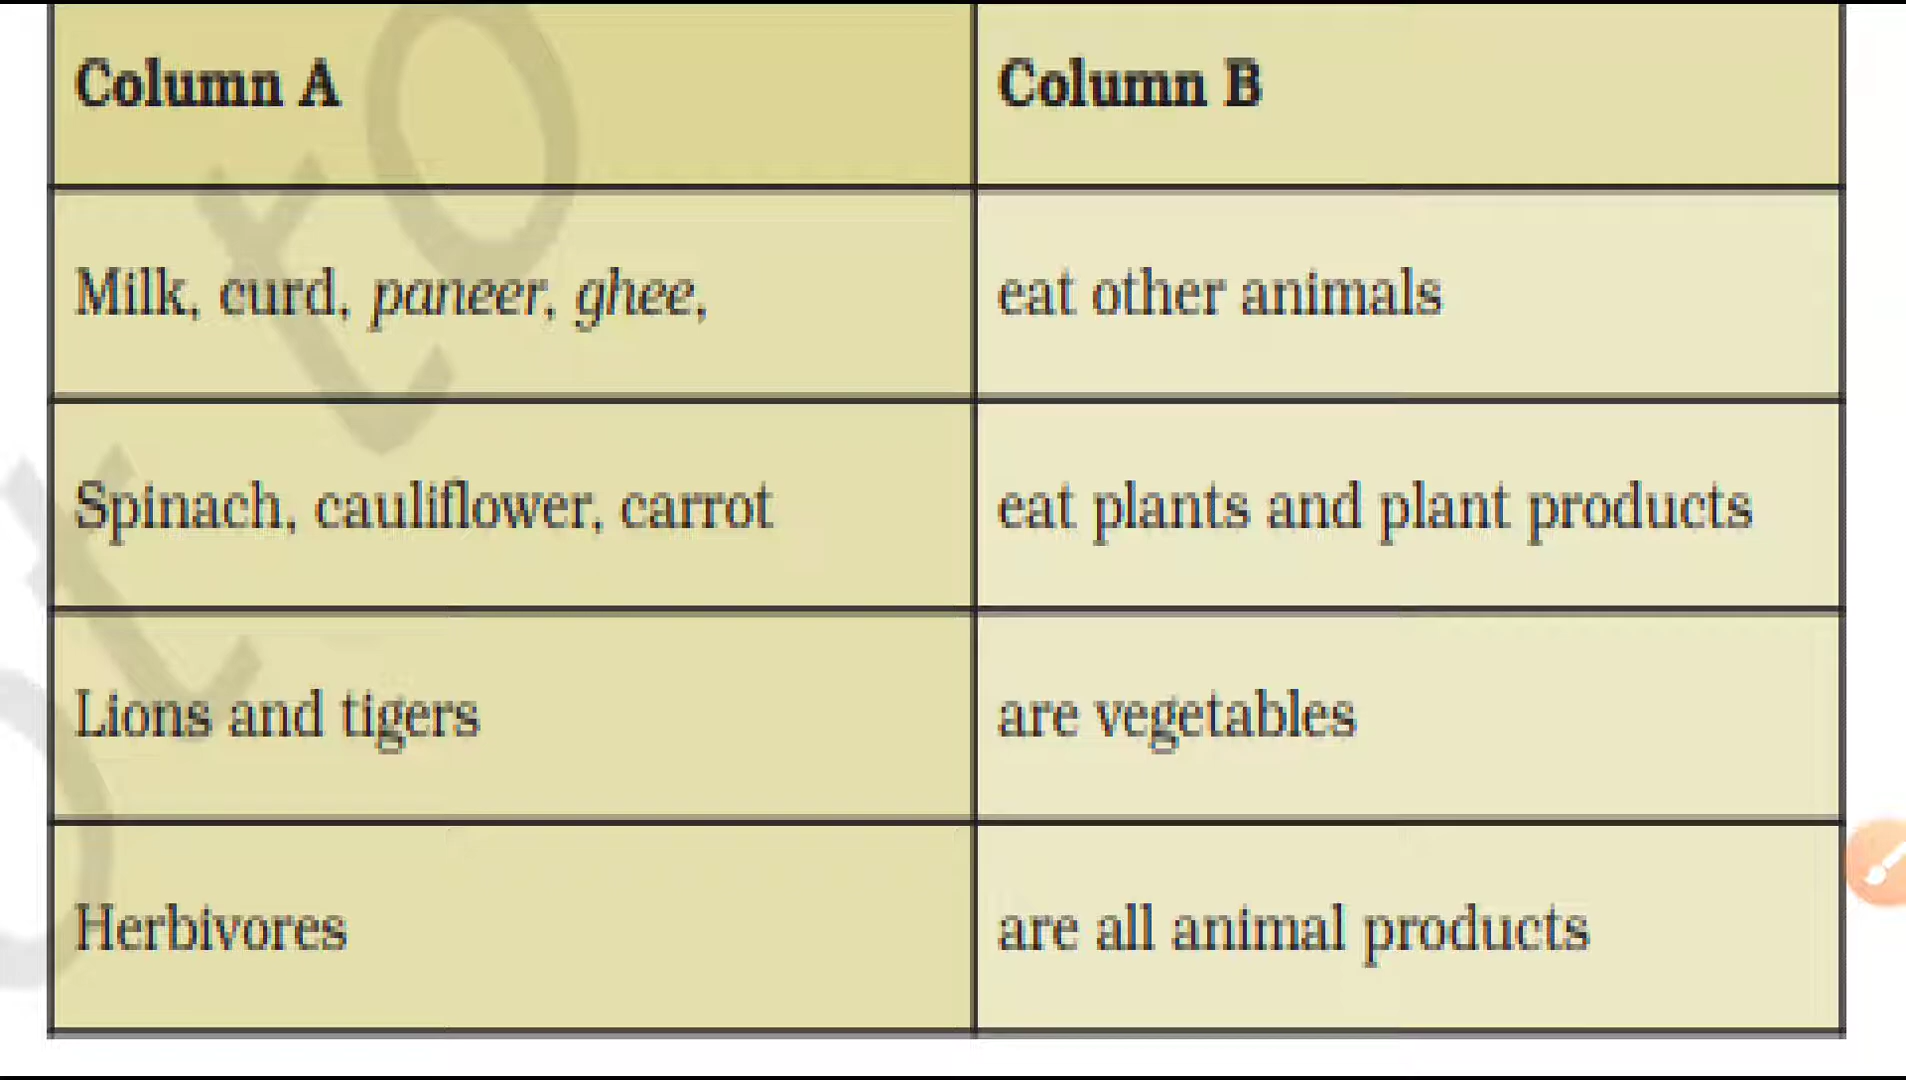 Column A
Column B
Milk, curd, paneer, ghee,
eat other animals
Spinach, cauliflower, carrot
eat plants and plant products
Lions and tigers
are vegetables
Herbivores
are all animal products